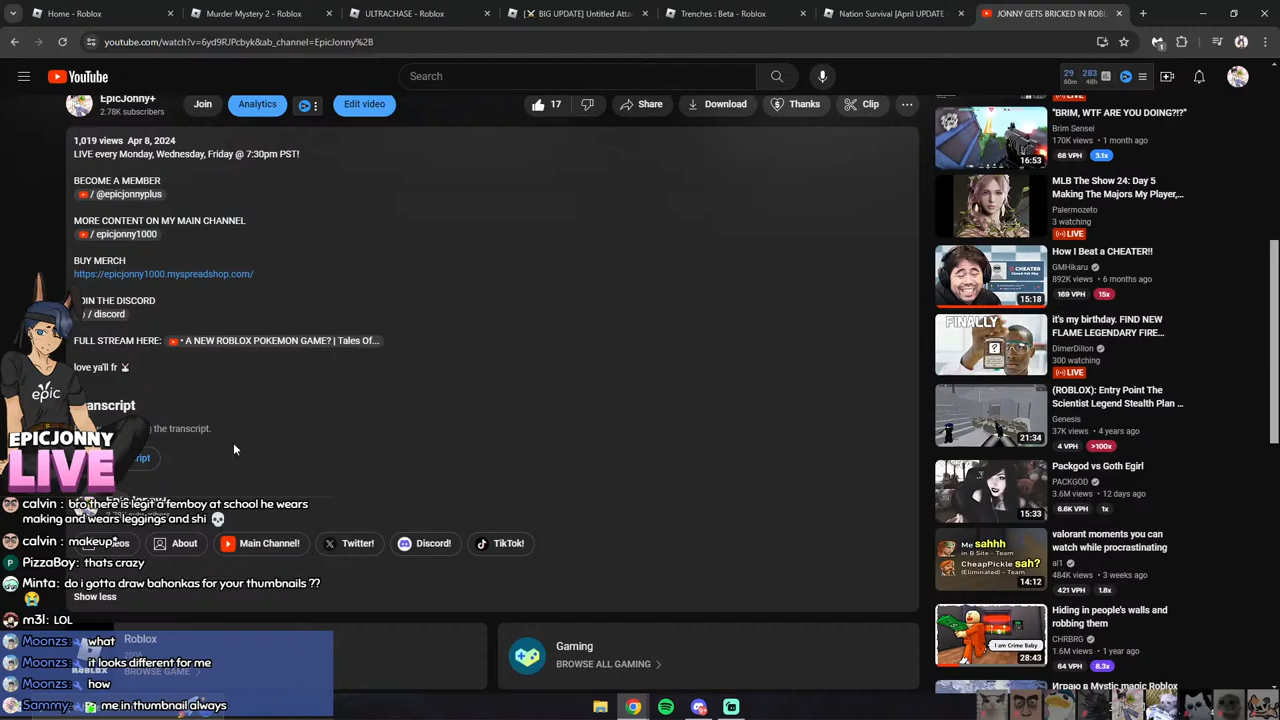 Home - Roblox
Murder Mystery 2 - Roblox
ULTRACHASE - Roblox
BIG UPDATE] Untitled Atta
Trenches : Beta - Roblox
Nation Survival [April UPDATE -
JONNY GETS BRICKED IN ROBL
youtube.com/watch?v=6yd9RJPcbyk&ab_channel=EpicJonny%2B
YouTube
Search
29 60m 283 48h
EpicJonny+
2.78K subscribers
Join
Analytics
Edit video
17
Share
Download
Thanks
Clip
1,019 views Apr 8, 2024
LIVE every Monday, Wednesday, Friday @ 7:30pm PST!
BECOME A MEMBER
/ @epicjonnyplus
MORE CONTENT ON MY MAIN CHANNEL
/ epicjonny1000
BUY MERCH
https://epicjonny1000.myspreadshop.com/
OIN THE DISCORD
/ discord
FULL STREAM HERE: • A NEW ROBLOX POKEMON GAME? | Tales Of...
love ya'll fr
anscript
the transcript.
ript
epic
EPICJONNY
LIVE
calvin : bro there is legit a femboy at school he wears
making and wears leggings and shi
calvin : makeup*
PizzaBoy : thats crazy
Minta : do i gotta draw bahonkas for your thumbnails ??
m3l : LOL
Moonzs : what
Moonzs : it looks different for me
Moonzs : how
Sammy : me in thumbnail always
About
Main Channel!
Twitter!
Discord!
TikTok!
Show less
Roblox
2006
BROWSE GAME
Gaming
BROWSE ALL GAMING
LIVE
"BRIM, WTF ARE YOU DOING!?"
Brim Sensei
170K views • 1 month ago
68 VPH 3.1x
16:53
MLB The Show 24: Day 5
Making The Majors My Player,...
Palermozeto
3 watching
LIVE
How I Beat a CHEATER!!
GMHikaru
892K views • 6 months ago
169 VPH 15x
CHEATER
15:18
it's my birthday. FIND NEW
FLAME LEGENDARY FIRE...
DimerDillon
300 watching
LIVE
FINALLY
(ROBLOX): Entry Point The
Scientist Legend Stealth Plan ...
Genesis
37K views • 4 years ago
4 VPH >100x
21:34
Packgod vs Goth Egirl
PACKGOD
3.6M views • 12 days ago
6.6K VPH 1x
15:33
valorant moments you can
watch while procrastinating
al1
484K views • 3 weeks ago
421 VPH 1.8x
Me sahhh
in B Site - Team
CheapPickle sah?
(Eliminated) - Team
14:12
Hiding in people's walls and
robbing them
CHRBRG
1.6M views • 1 year ago
64 VPH 8.3x
I am Crime Baby
28:43
Играю в Mystic magic Roblox